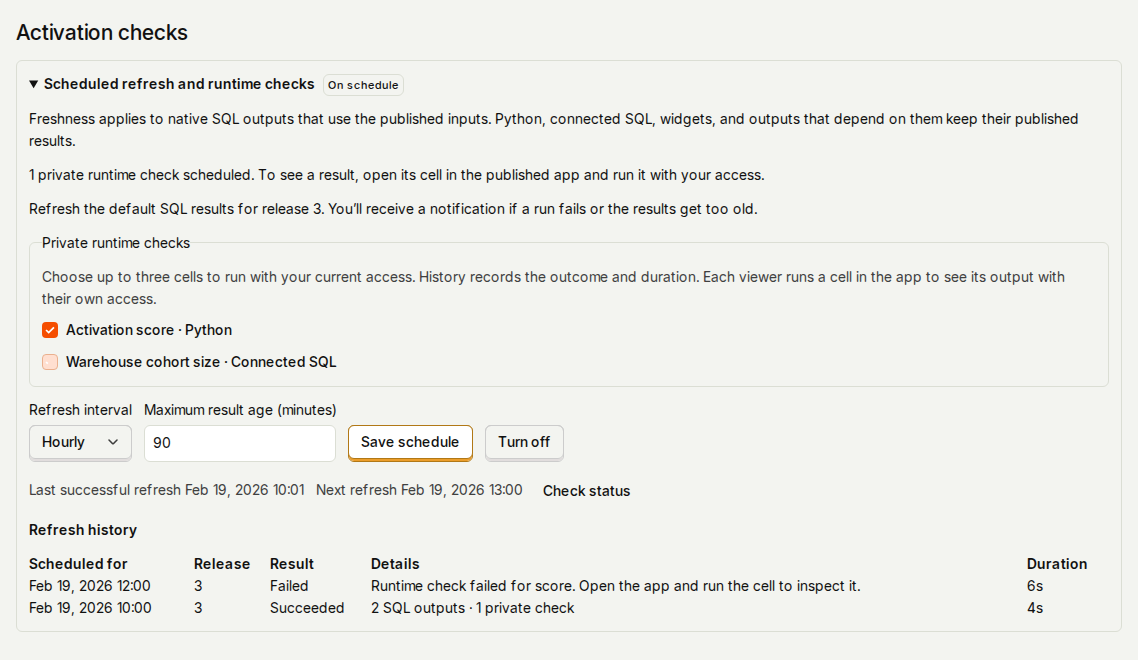 Activation checks
Scheduled refresh and runtime checks On schedule
Freshness applies to native SQL outputs that use the published inputs. Python, connected SQL, widgets, and outputs that depend on them keep their published
results.
1 private runtime check scheduled. To see a result, open its cell in the published app and run it with your access.
Refresh the default SQL results for release 3. You’ll receive a notification if a run fails or the results get too old.
Private runtime checks
Choose up to three cells to run with your current access. History records the outcome and duration. Each viewer runs a cell in the app to see its output with
their own access.
Activation score · Python
Warehouse cohort size · Connected SQL
Refresh interval Maximum result age (minutes)
Hourly 90 Save schedule Turn off
Last successful refresh Feb 19, 2026 10:01 Next refresh Feb 19, 2026 13:00 Check status
Refresh history
Scheduled for Release Result Details Duration
Feb 19, 2026 12:00 3 Failed Runtime check failed for score. Open the app and run the cell to inspect it. 6s
Feb 19, 2026 10:00 3 Succeeded 2 SQL outputs · 1 private check 4s